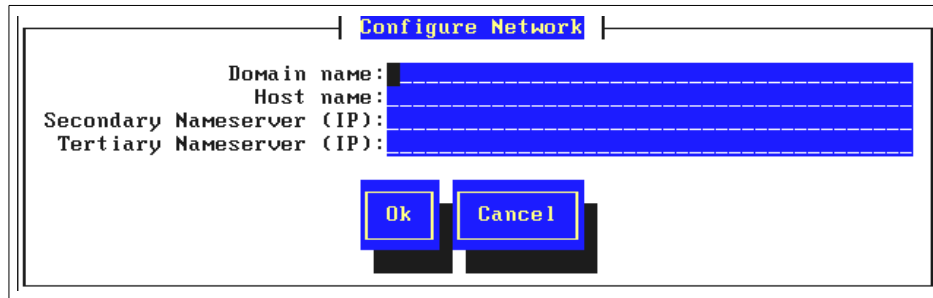 Configure Network
Domain name:
Host name:
Secondary Nameserver (IP):
Tertiary Nameserver (IP):
Ok Cancel